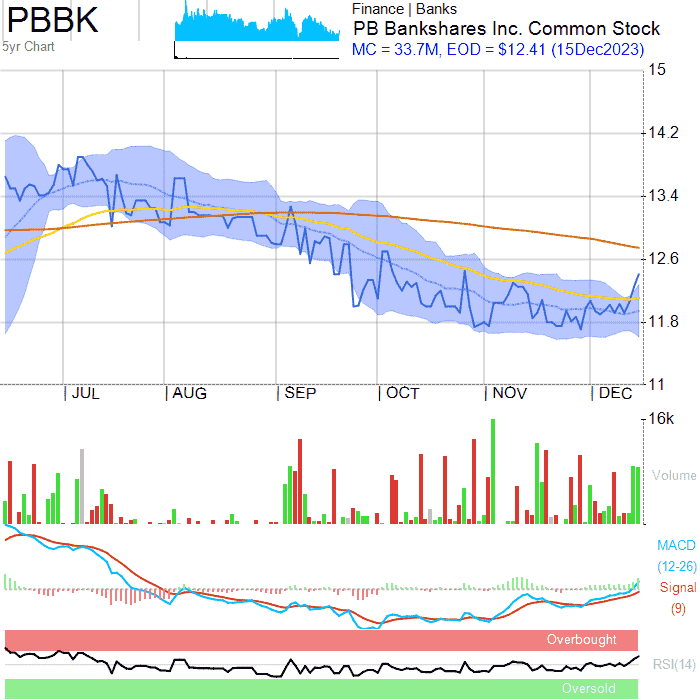 PBBK
5yr Chart
Finance | Banks
PB Bankshares Inc. Common Stock
MC = 33.7M, EOD = $12.41 (15Dec2023)
15
14.2
13.4
12.6
11.8
11
JUL AUG SEP OCT NOV DEC
16k
Volume
MACD
(12-26)
Signal
(9)
Overbought
RSI(14)
Oversold